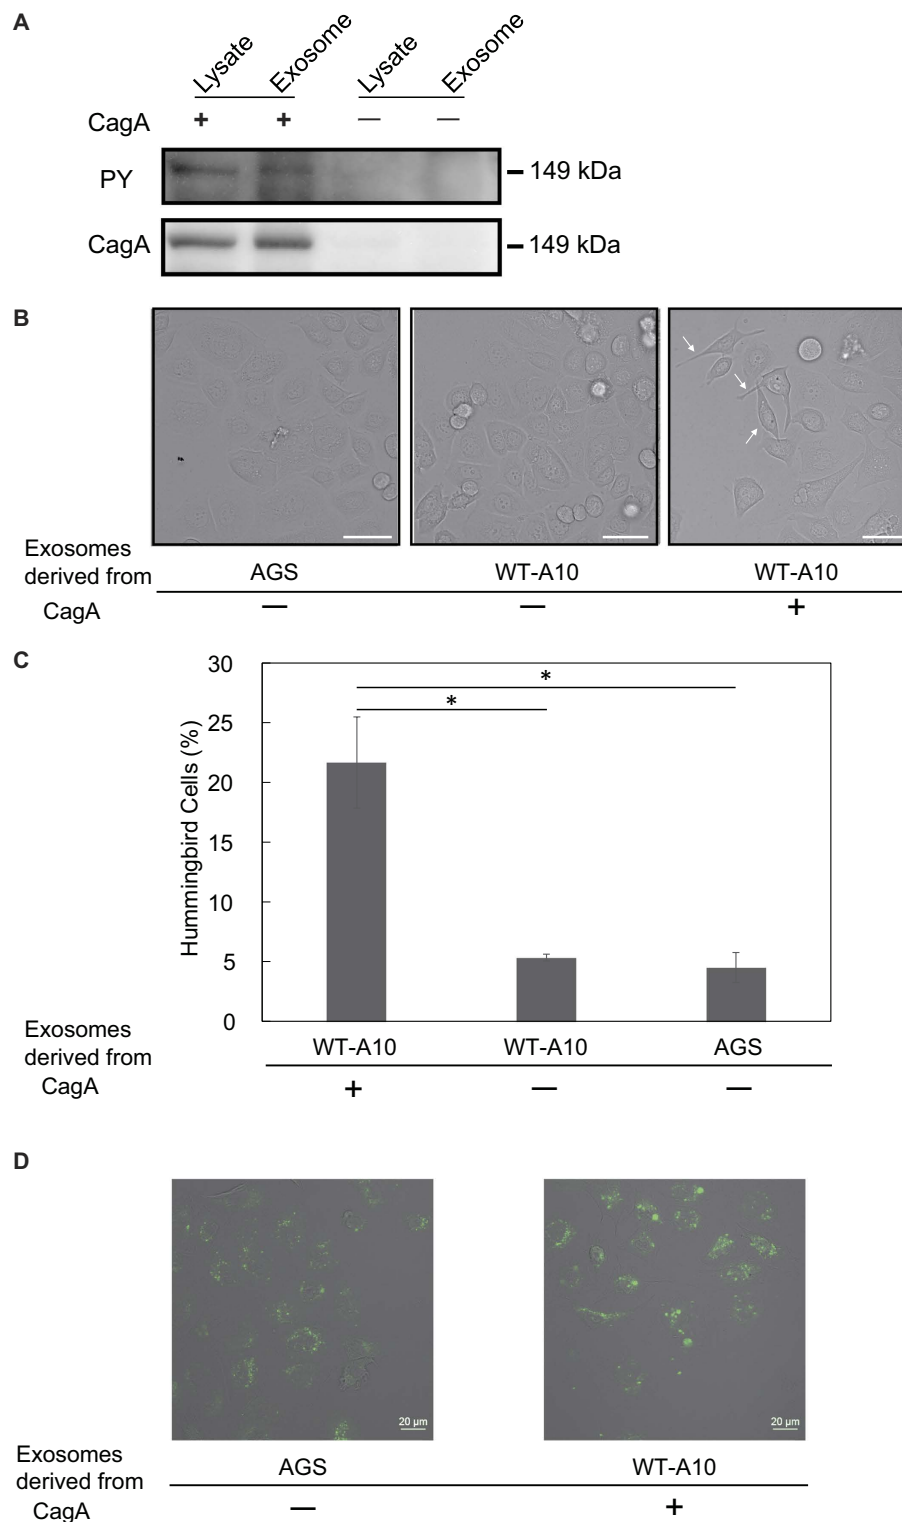 A
Lysate Exosome Lysate Exosome
CagA + + — —
PY 149 kDa
CagA 149 kDa
B
Exosomes
derived from AGS WT-A10 WT-A10
CagA — — +
C
Hummingbird Cells (%)
30
25
20
15
10
5
0
* 
*
Exosomes
derived from WT-A10 WT-A10 AGS
CagA + — —
D
20 µm 20 µm
Exosomes
derived from AGS WT-A10
CagA — +